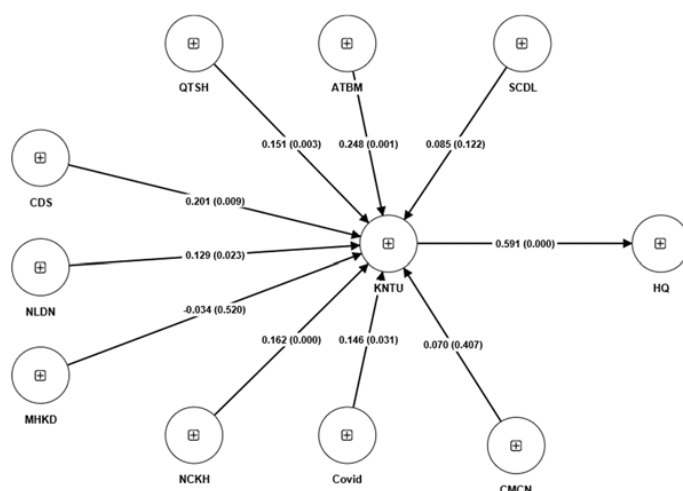 QTSH
ATBM
SCDL
0.151 (0.003)
0.248 (0.001)
0.085 (0.122)
CDS
0.201 (0.009)
NLDN
0.129 (0.023)
KNTU
0.591 (0.000)
HQ
-0.034 (0.520)
MHKD
0.162 (0.000)
0.146 (0.031)
0.070 (0.407)
NCKH
Covid
CMCN